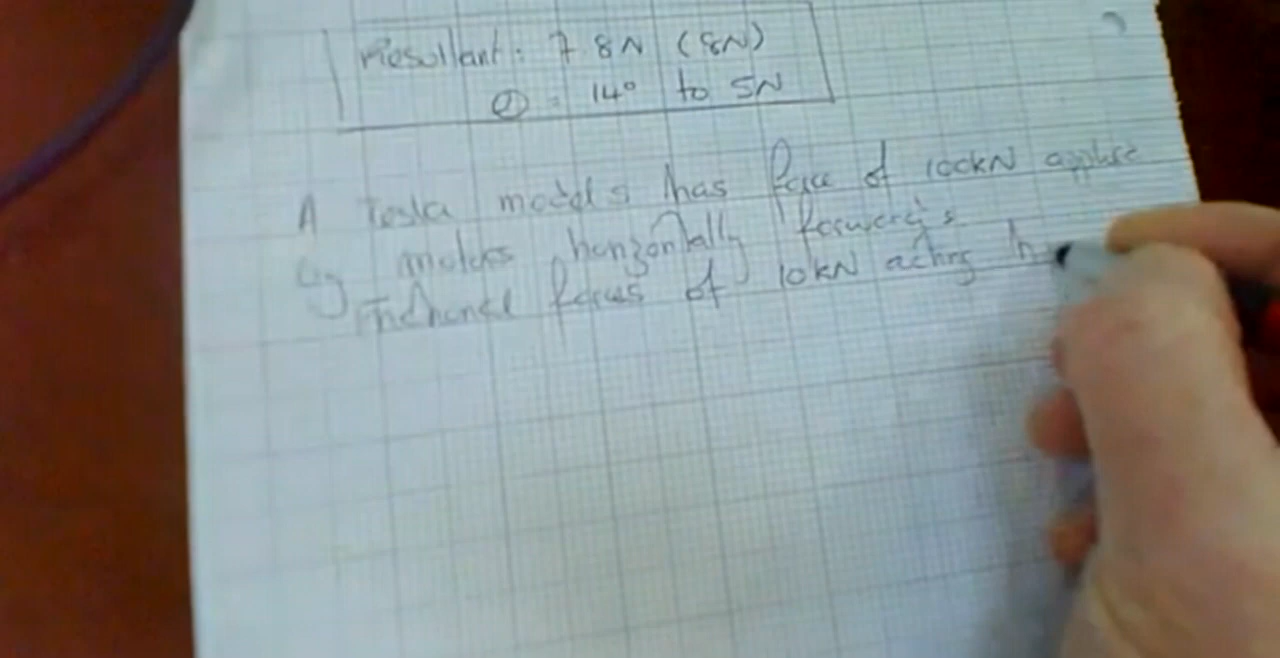 Resultant: 7.8N (8N)
θ = 14° to 5N
A Tesla model s has force of 100kN applied
by motors horizontally forwards
Frictional forces of 10kN acting h